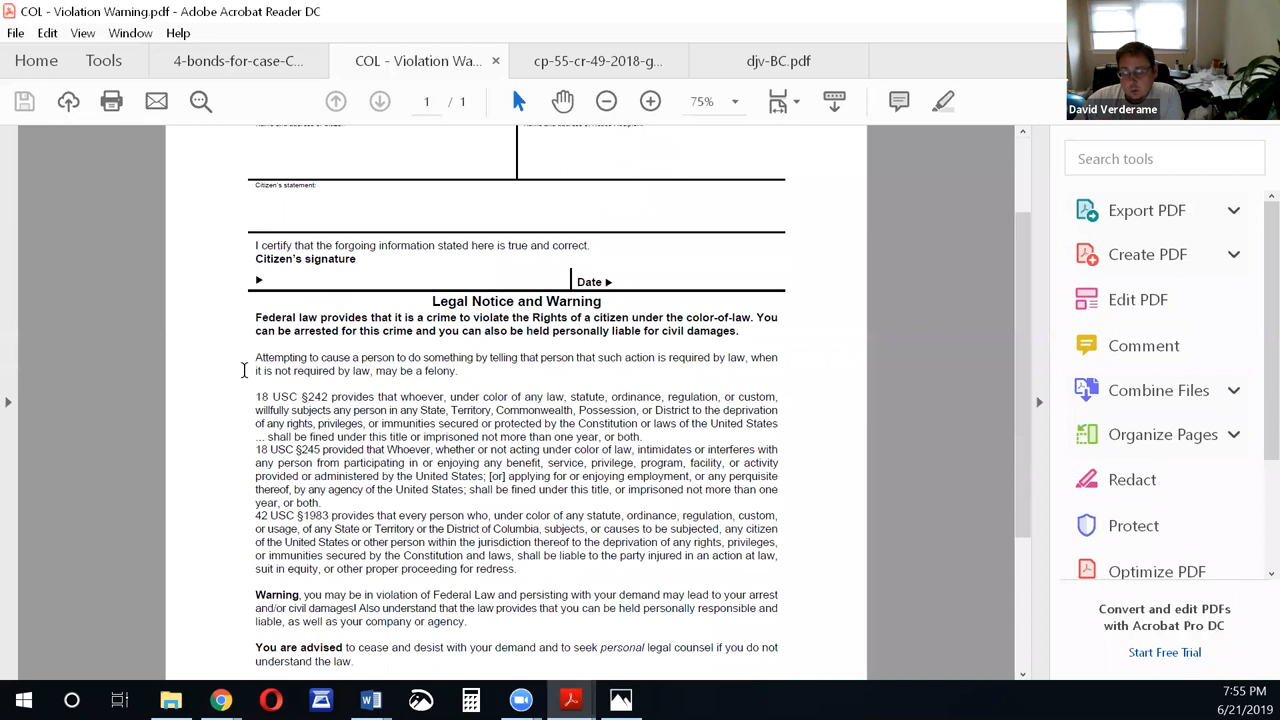 COL - Violation Warning.pdf - Adobe Acrobat Reader DC
File Edit View Window Help
Home Tools 4-bonds-for-case-C... COL - Violation Wa... × cp-55-cr-49-2018-g... djv-BC.pdf
1 / 1 75%
David Verderame
Search tools
Export PDF
Create PDF
Edit PDF
Comment
Combine Files
Organize Pages
Redact
Protect
Optimize PDF
Convert and edit PDFs
with Acrobat Pro DC
Start Free Trial
Citizen's statement:
I certify that the forgoing information stated here is true and correct.
Citizen's signature
Date
Legal Notice and Warning
Federal law provides that it is a crime to violate the Rights of a citizen under the color-of-law. You
can be arrested for this crime and you can also be held personally liable for civil damages.
Attempting to cause a person to do something by telling that person that such action is required by law, when
it is not required by law, may be a felony.
18 USC §242 provides that whoever, under color of any law, statute, ordinance, regulation, or custom,
willfully subjects any person in any State, Territory, Commonwealth, Possession, or District to the deprivation
of any rights, privileges, or immunities secured or protected by the Constitution or laws of the United States
... shall be fined under this title or imprisoned not more than one year, or both.
18 USC §245 provided that Whoever, whether or not acting under color of law, intimidates or interferes with
any person from participating in or enjoying any benefit, service, privilege, program, facility, or activity
provided or administered by the United States; [or] applying for or enjoying employment, or any perquisite
thereof, by any agency of the United States; shall be fined under this title, or imprisoned not more than one
year, or both.
42 USC §1983 provides that every person who, under color of any statute, ordinance, regulation, custom,
or usage, of any State or Territory or the District of Columbia, subjects, or causes to be subjected, any citizen
of the United States or other person within the jurisdiction thereof to the deprivation of any rights, privileges,
or immunities secured by the Constitution and laws, shall be liable to the party injured in an action at law,
suit in equity, or other proper proceeding for redress.
Warning, you may be in violation of Federal Law and persisting with your demand may lead to your arrest
and/or civil damages! Also understand that the law provides that you can be held personally responsible and
liable, as well as your company or agency.
You are advised to cease and desist with your demand and to seek personal legal counsel if you do not
understand the law.
7:55 PM
6/21/2019